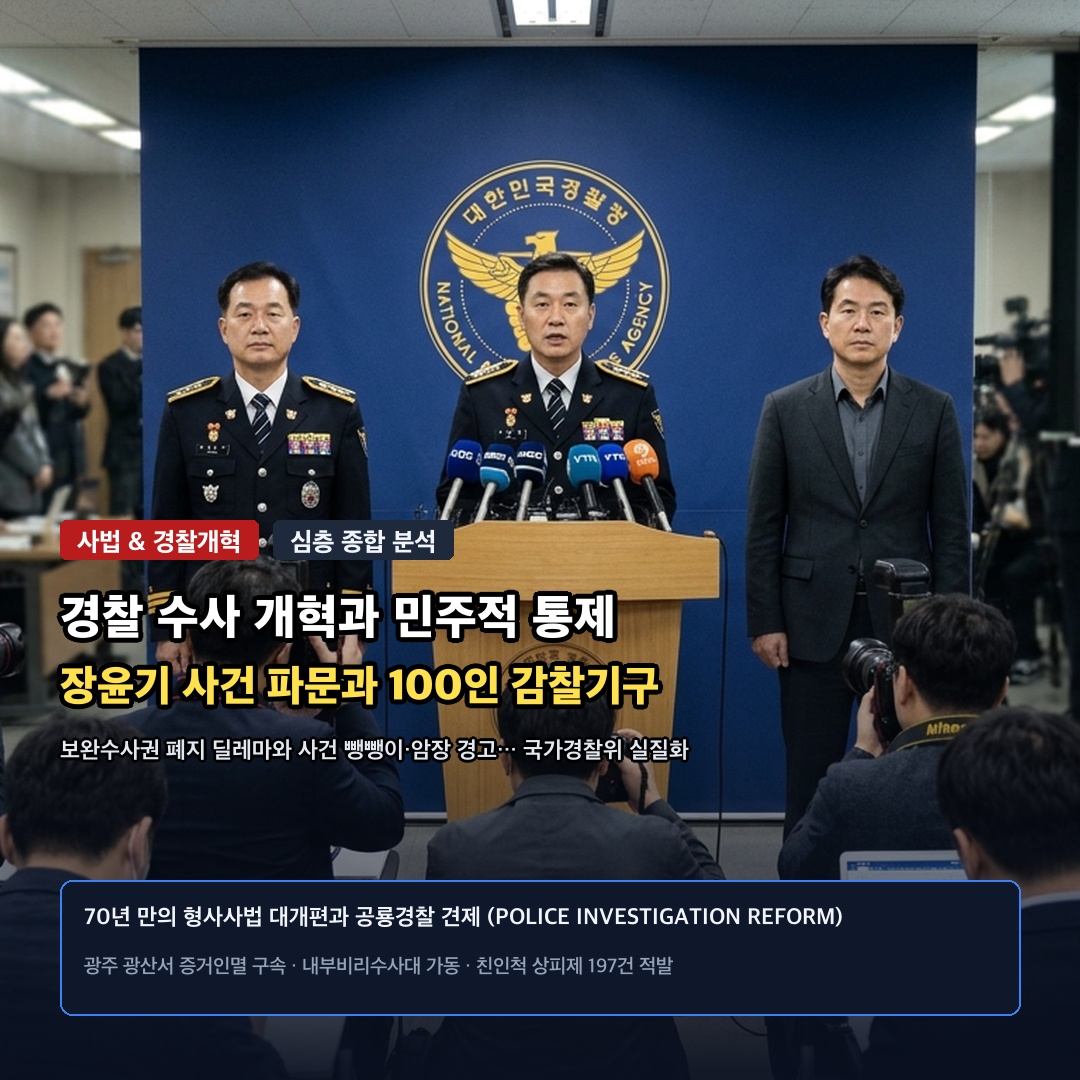 대한민국경찰청
NATIONAL
AGENCY
YTN
사법 & 경찰개혁
심층 종합 분석
경찰 수사 개혁과 민주적 통제
장윤기 사건 파문과 100인 감찰기구
보완수사권 폐지 딜레마와 사건 뺑뺑이·암장 경고… 국가경찰위 실질화
70년 만의 형사사법 대개편과 공룡경찰 견제 (POLICE INVESTIGATION REFORM)
광주 광산서 증거인멸 구속 · 내부비리수사대 가동 · 친인척 상피제 197건 적발